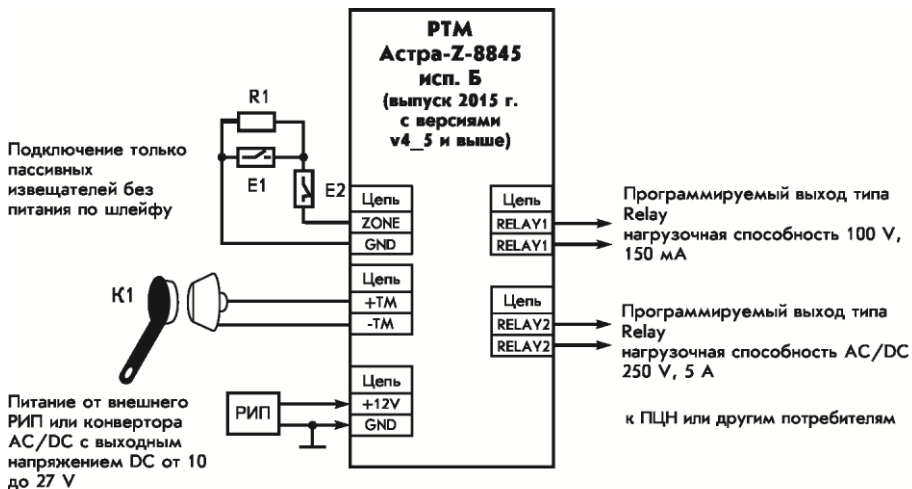 РТМ
Астра-Z-8845
исп. Б
(выпуск 2015 г.
с версиями
v4_5 и выше)
R1
E1
E2
Подключение только
пассивных
извещателей без
питания по шлейфу
Цепь
ZONE
GND
K1
Цепь
+TM
-TM
Питание от внешнего
РИП или конвертора
AC/DC с выходным
напряжением DC от 10
до 27 V
РИП
Цепь
+12V
GND
Цепь
RELAY1
RELAY1
Программируемый выход типа
Relay
нагрузочная способность 100 V,
150 мА
Цепь
RELAY2
RELAY2
Программируемый выход типа
Relay
нагрузочная способность AC/DC
250 V, 5 A
к ПЦН или другим потребителям